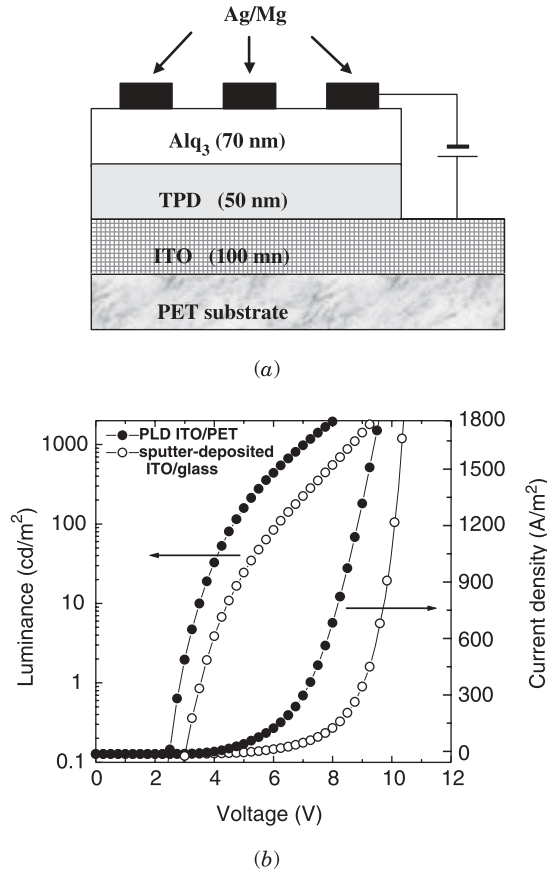 Ag/Mg
Alq3 (70 nm)
TPD (50 nm)
ITO (100 mn)
PET substrate
(a)
PLD ITO/PET
sputter-deposited
ITO/glass
1000
100
10
1
0.1
Luminance (cd/m²)
1800
1500
1200
900
600
300
0
Current density (A/m²)
0 2 4 6 8 10 12
Voltage (V)
(b)